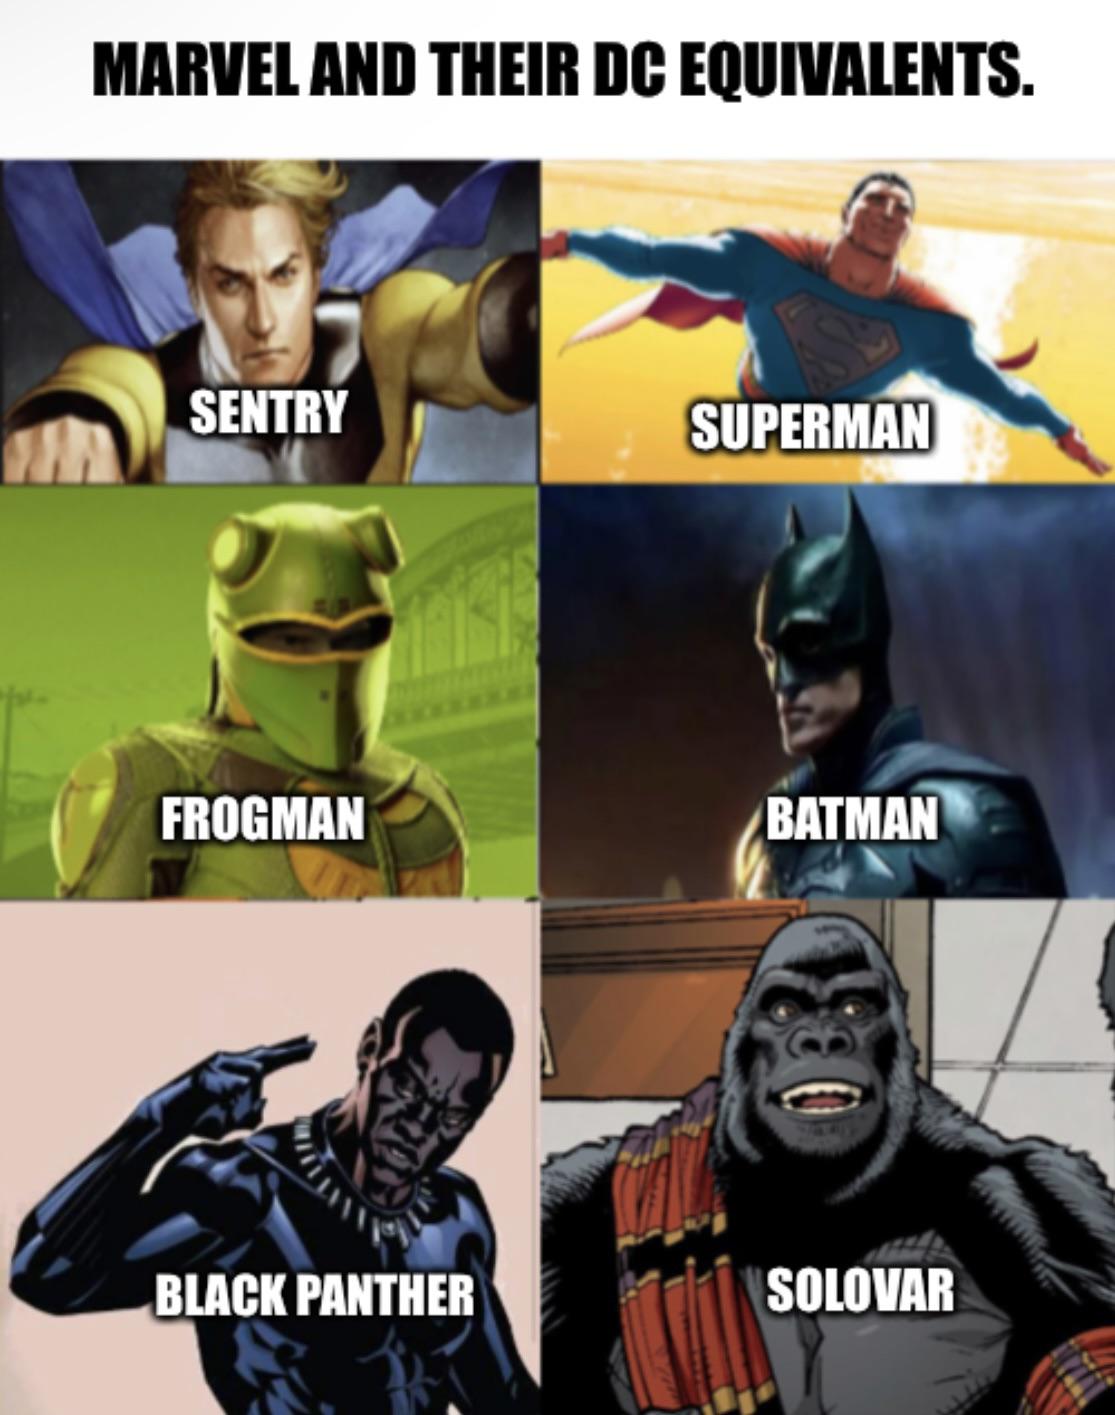 MARVEL AND THEIR DC EQUIVALENTS.
SENTRY
SUPERMAN
FROGMAN
BATMAN
BLACK PANTHER
SOLOVAR